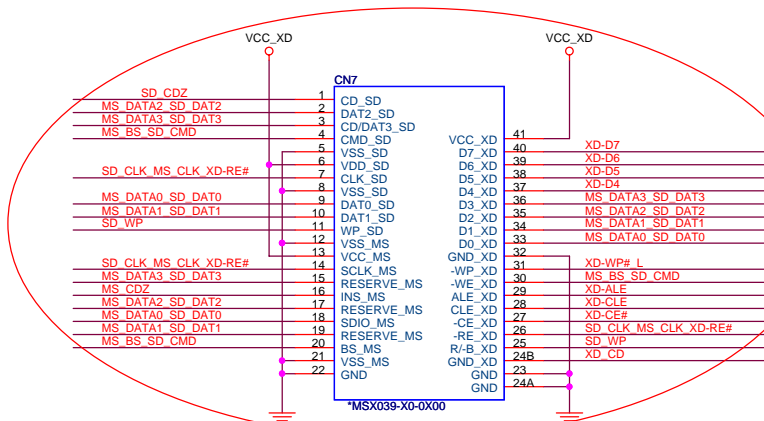 VCC_XD VCC_XD
CN7
SD_CDZ 1 CD_SD
MS_DATA2_SD_DAT2 2 DAT2_SD
MS_DATA3_SD_DAT3 3 CD/DAT3_SD
MS_BS_SD_CMD 4 CMD_SD VCC_XD 41
5 VSS_SD D7_XD 40 XD-D7
6 VDD_SD D6_XD 39 XD-D6
SD_CLK_MS_CLK_XD-RE# 7 CLK_SD D5_XD 38 XD-D5
8 VSS_SD D4_XD 37 XD-D4
MS_DATA0_SD_DAT0 9 DAT0_SD D3_XD 36 MS_DATA3_SD_DAT3
MS_DATA1_SD_DAT1 10 DAT1_SD D2_XD 35 MS_DATA2_SD_DAT2
SD_WP 11 WP_SD D1_XD 34 MS_DATA1_SD_DAT1
12 VSS_MS D0_XD 33 MS_DATA0_SD_DAT0
13 VCC_MS GND_XD 32
SD_CLK_MS_CLK_XD-RE# 14 SCLK_MS -WP_XD 31 XD-WP#_L
MS_DATA3_SD_DAT3 15 RESERVE_MS -WE_XD 30 MS_BS_SD_CMD
MS_CDZ 16 INS_MS ALE_XD 29 XD-ALE
MS_DATA2_SD_DAT2 17 RESERVE_MS CLE_XD 28 XD-CLE
MS_DATA0_SD_DAT0 18 SDIO_MS -CE_XD 27 XD-CE#
MS_DATA1_SD_DAT1 19 RESERVE_MS -RE_XD 26 SD_CLK_MS_CLK_XD-RE#
MS_BS_SD_CMD 20 BS_MS R/-B_XD 25 SD_WP
21 VSS_MS GND_XD 24B XD_CD
22 GND GND 23
GND 24A
*MSX039-X0-0X00